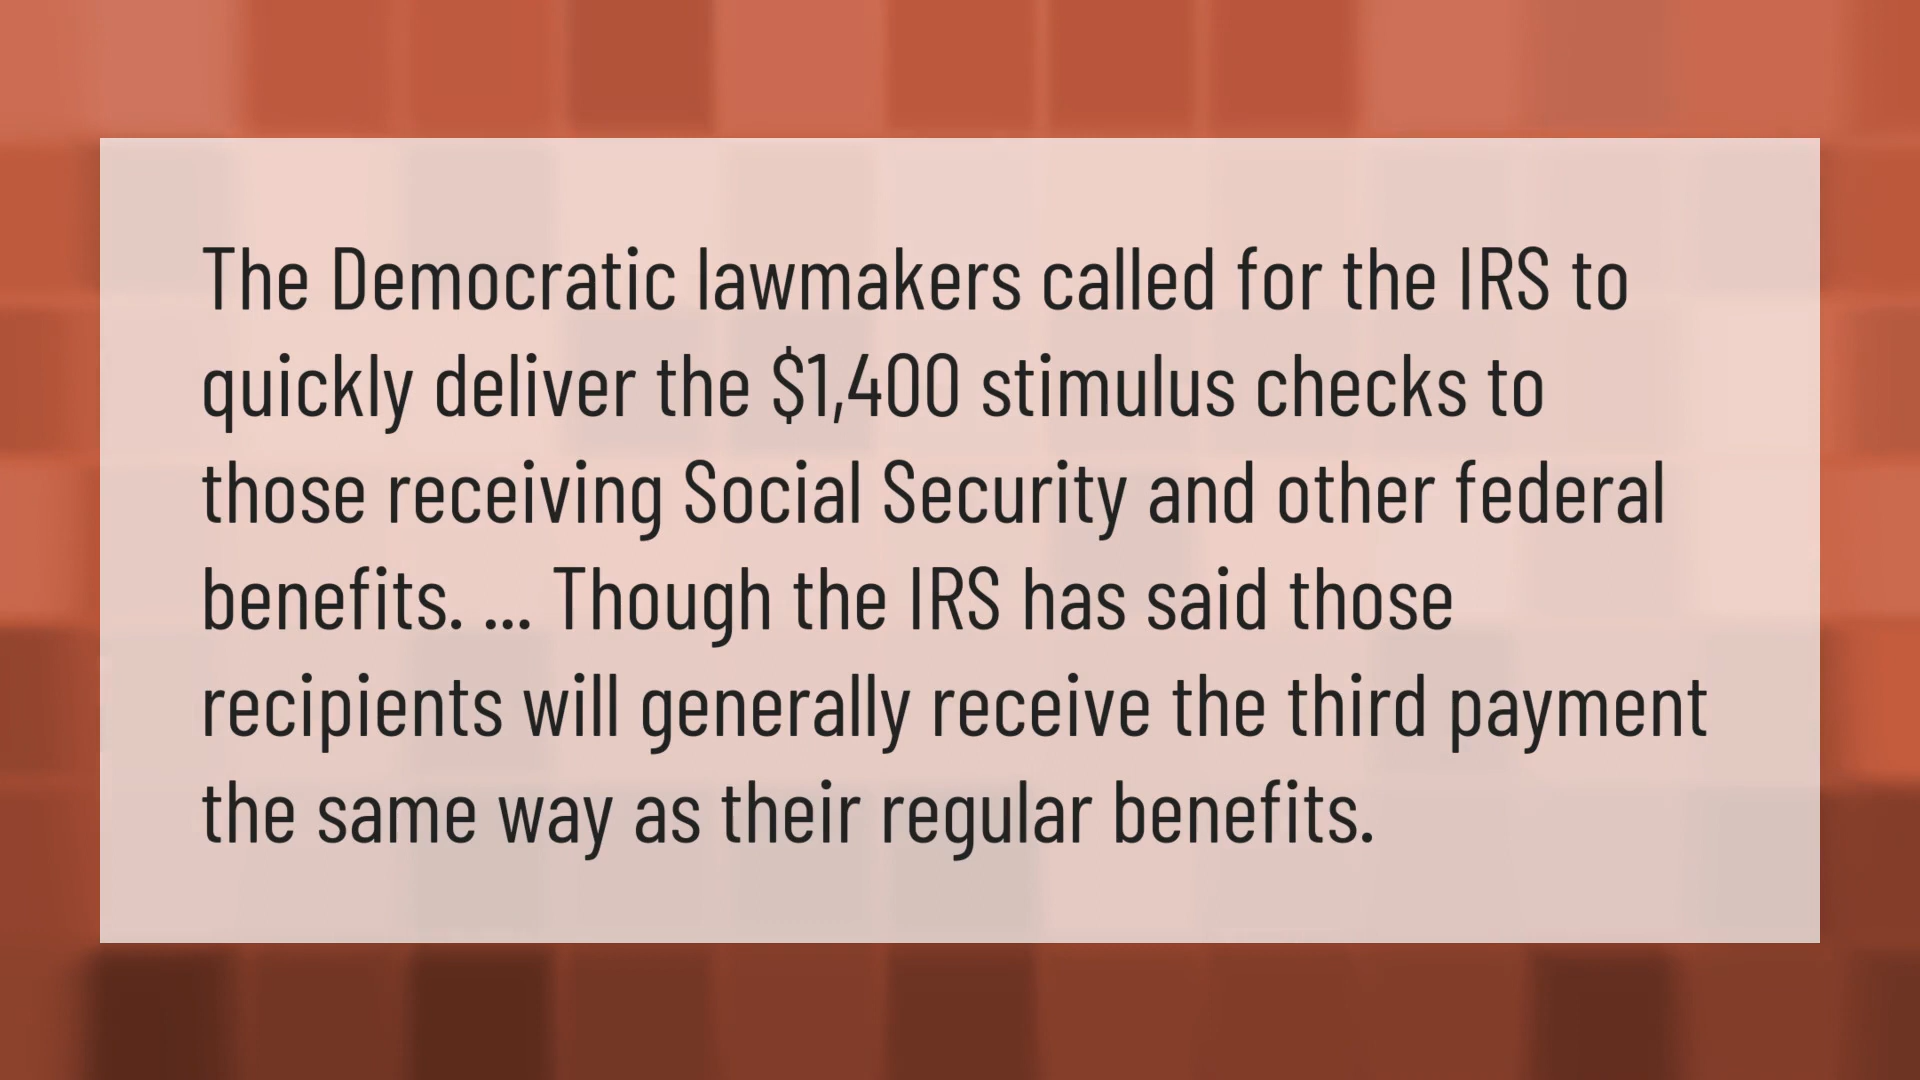 The Democratic lawmakers called for the IRS to
quickly deliver the $1,400 stimulus checks to
those receiving Social Security and other federal
benefits. ... Though the IRS has said those
recipients will generally receive the third payment
the same way as their regular benefits.